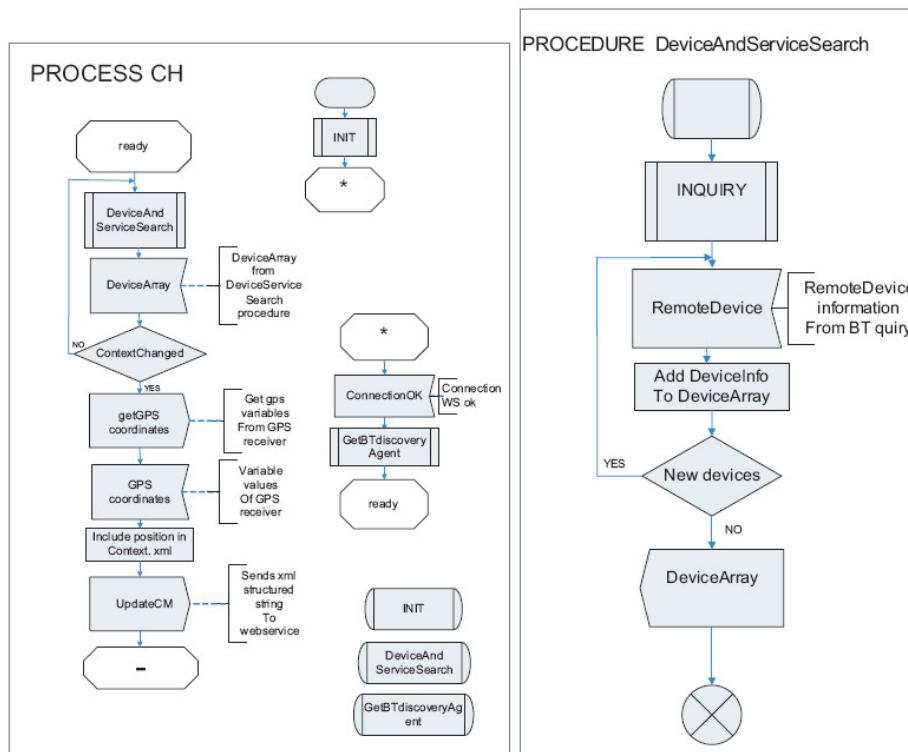 PROCESS CH
ready
DeviceAnd
ServiceSearch
DeviceArray
DeviceArray
from
DeviceService
Search
procedure
NO
ContextChanged
YES
getGPS
coordinates
Get gps
variables
From GPS
receiver
GPS
coordinates
Variable
values
Of GPS
receiver
Include position in
Context. xml
UpdateCM
Sends xml
structured
string
To
webservice
-
INIT
*
*
ConnectionOK
Connection
WS ok
GetBTdiscovery
Agent
ready
INIT
DeviceAnd
ServiceSearch
GetBTdiscoveryAg
ent
PROCEDURE DeviceAndServiceSearch
INQUIRY
RemoteDevice
RemoteDevice
information
From BT quiry
Add DeviceInfo
To DeviceArray
YES
New devices
NO
DeviceArray